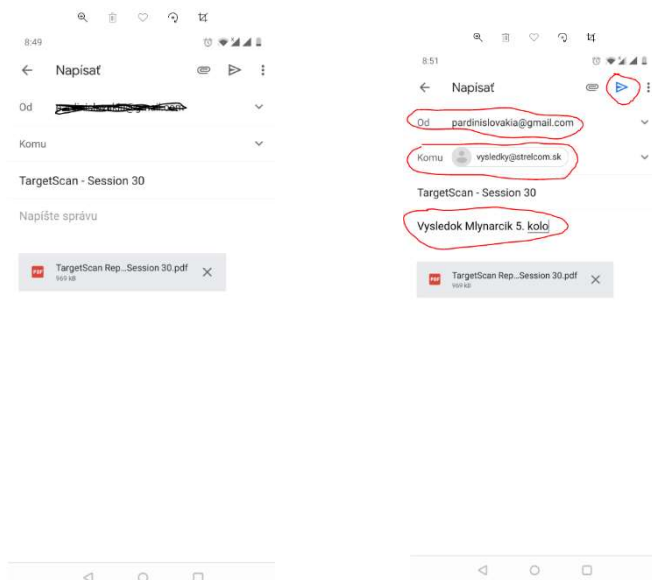 8:49
Napísať
Od
Komu
TargetScan - Session 30
Napíšte správu
PDF
TargetScan Rep...Session 30.pdf
969 kB
8:51
Napísať
Od pardinislovakia@gmail.com
Komu vysledky@strelcom.sk
TargetScan - Session 30
Vysledok Mlynarcik 5. kolo
PDF
TargetScan Rep...Session 30.pdf
969 kB